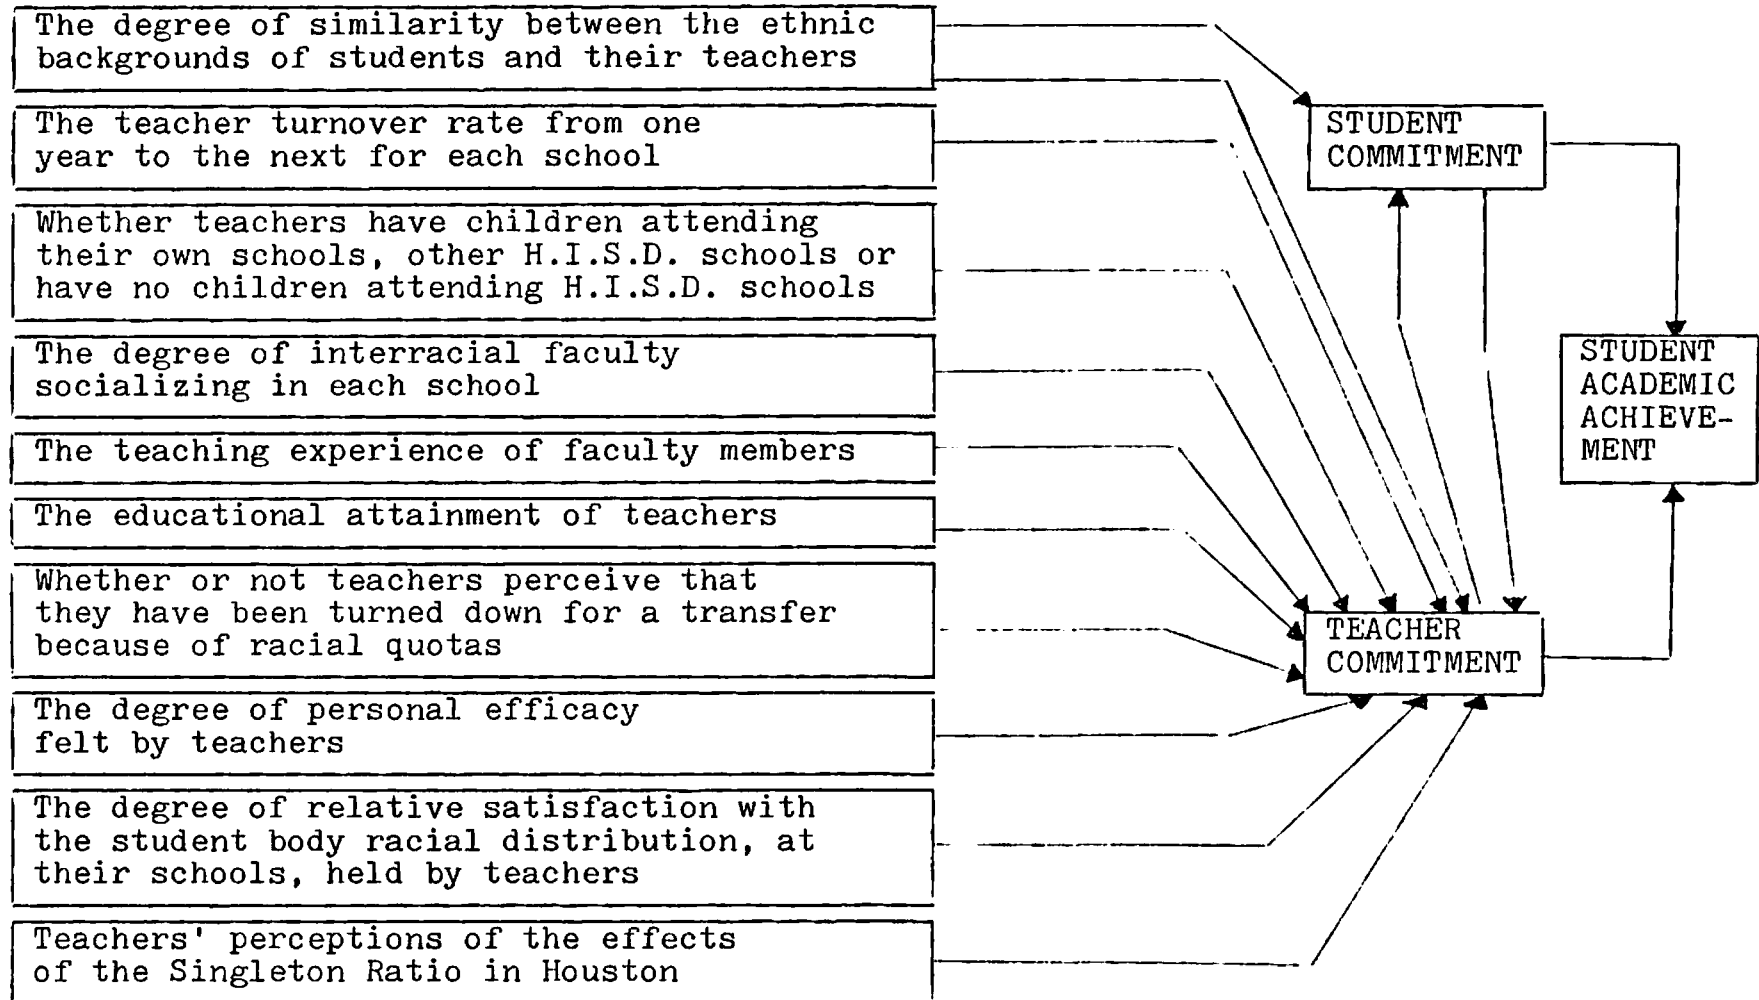 The degree of similarity between the ethnic
backgrounds of students and their teachers
The teacher turnover rate from one
year to the next for each school
Whether teachers have children attending
their own schools, other H.I.S.D. schools or
have no children attending H.I.S.D. schools
The degree of interracial faculty
socializing in each school
The teaching experience of faculty members
The educational attainment of teachers
Whether or not teachers perceive that
they have been turned down for a transfer
because of racial quotas
The degree of personal efficacy
felt by teachers
The degree of relative satisfaction with
the student body racial distribution, at
their schools, held by teachers
Teachers' perceptions of the effects
of the Singleton Ratio in Houston
STUDENT
COMMITMENT
TEACHER
COMMITMENT
STUDENT
ACADEMIC
ACHIEVE-
MENT